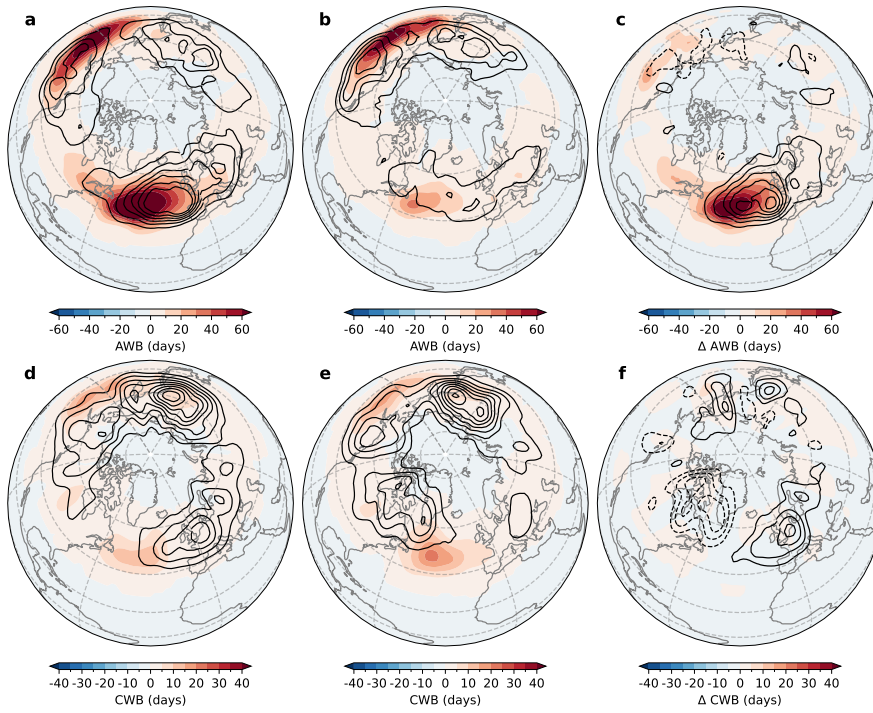 a b c
-60 -40 -20 0 20 40 60 -60 -40 -20 0 20 40 60 -60 -40 -20 0 20 40 60
AWB (days) AWB (days) Δ AWB (days)
d e f
-40 -30 -20 -10 0 10 20 30 40 -40 -30 -20 -10 0 10 20 30 40 -40 -30 -20 -10 0 10 20 30 40
CWB (days) CWB (days) Δ CWB (days)